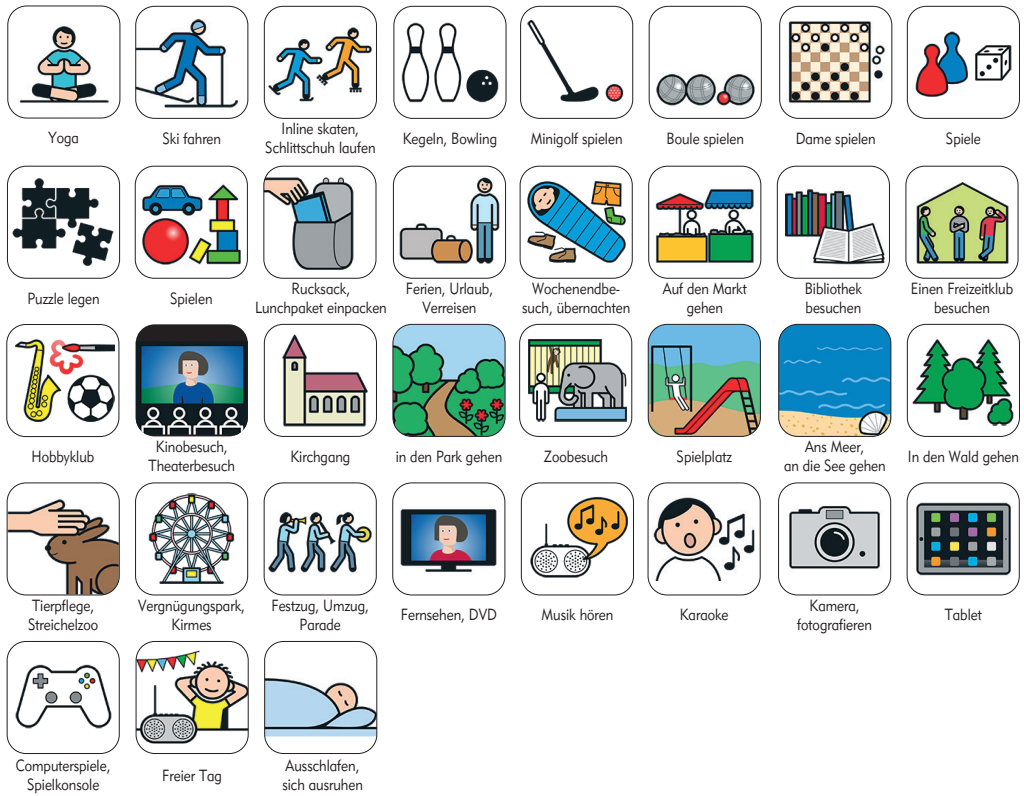 Yoga
Ski fahren
Inline skaten,
Schlittschuh laufen
Kegeln, Bowling
Minigolf spielen
Boule spielen
Dame spielen
Spiele
Puzzle legen
Spielen
Rucksack,
Lunchpaket einpacken
Ferien, Urlaub,
Verreisen
Wochenendbe-
such, übernachten
Auf den Markt
gehen
Bibliothek
besuchen
Einen Freizeitklub
besuchen
Hobbyklub
Kinobesuch,
Theaterbesuch
Kirchgang
in den Park gehen
Zoobesuch
Spielplatz
Ans Meer,
an die See gehen
In den Wald gehen
Tierpflege,
Streichelzoo
Vergnügungspark,
Kirmes
Festzug, Umzug,
Parade
Fernsehen, DVD
Musik hören
Karaoke
Kamera,
fotografieren
Tablet
Computerspiele,
Spielkonsole
Freier Tag
Ausschlafen,
sich ausruhen